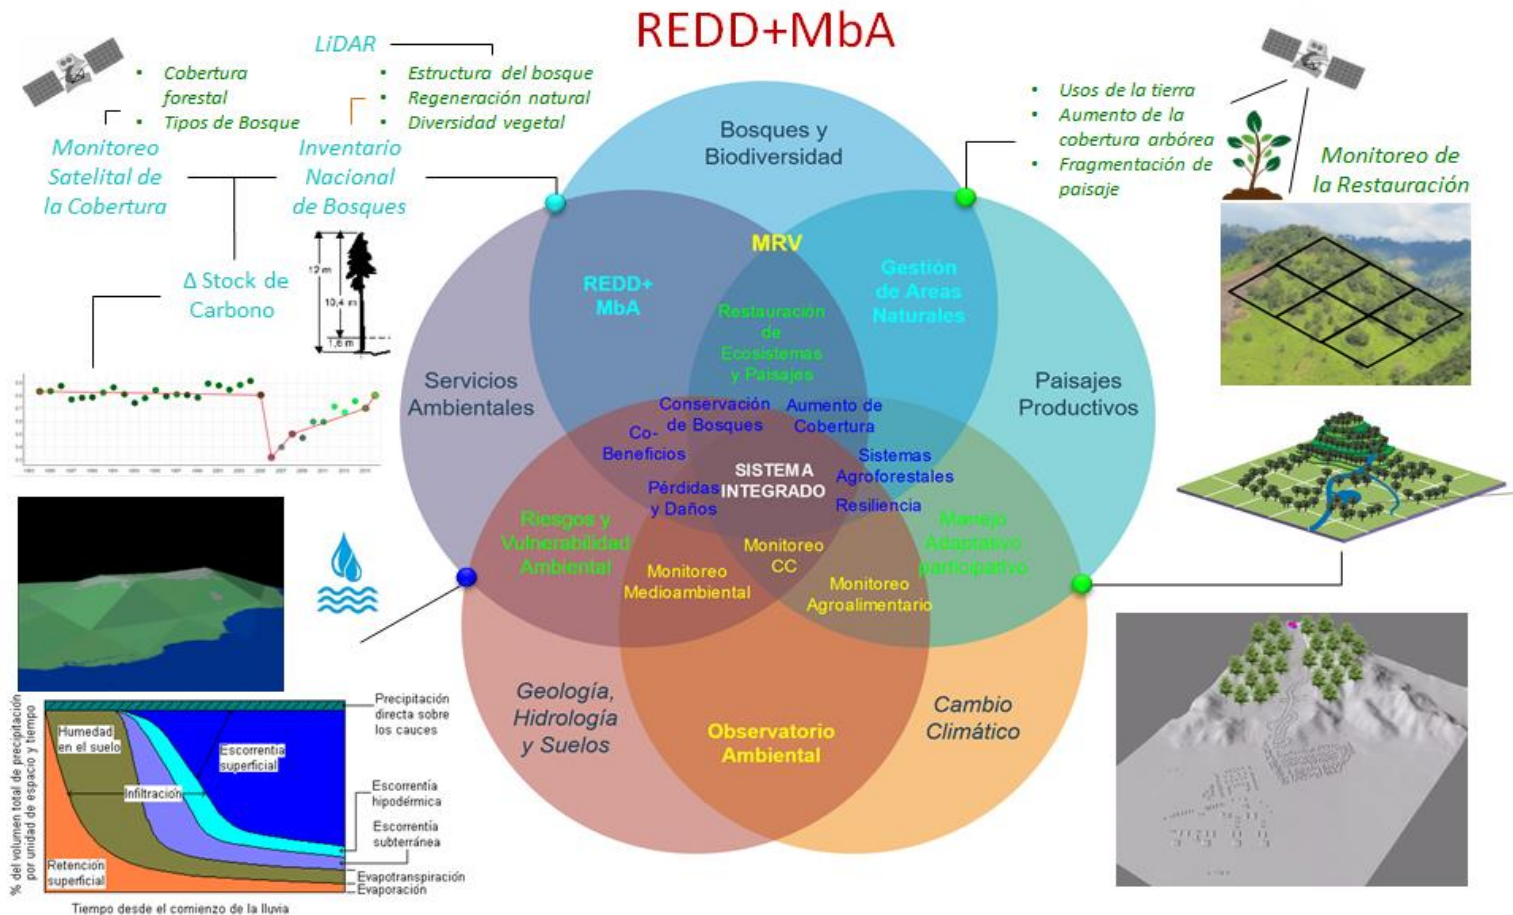 REDD+MbA
LiDAR
• Cobertura
forestal
• Tipos de Bosque
• Estructura del bosque
• Regeneración natural
• Diversidad vegetal
Monitoreo
Satelital de
la Cobertura
Inventario
Nacional
de Bosques
Δ Stock de
Carbono
12 m
10,4 m
1,6 m
• Usos de la tierra
• Aumento de la
cobertura arbórea
• Fragmentación de
paisaje
Monitoreo de
la Restauración
Bosques y
Biodiversidad
MRV
REDD+
MbA
Gestión
de Areas
Naturales
Restauración
de
Ecosistemas
y Paisajes
Servicios
Ambientales
Paisajes
Productivos
Conservación
de Bosques
Aumento de
Cobertura
Co-
Beneficios
SISTEMA
INTEGRADO
Sistemas
Agroforestales
Pérdidas
y Daños
Resiliencia
Riesgos y
Vulnerabilidad
Ambiental
Manejo
Adaptativo
participativo
Monitoreo
CC
Monitoreo
Medioambiental
Monitoreo
Agroalimentario
Geología,
Hidrología
y Suelos
Observatorio
Ambiental
Cambio
Climático
% del volumen total de precipitación
por unidad de espacio y tiempo
Humedad
en el suelo
Infiltración
Retención
superficial
Escorrentia
superficial
Precipitación
directa sobre
los cauces
Escorrentía
hipodérmica
Escorrentía
subterránea
Evapotranspiración
Evaporación
Tiempo desde el comienzo de la lluvia